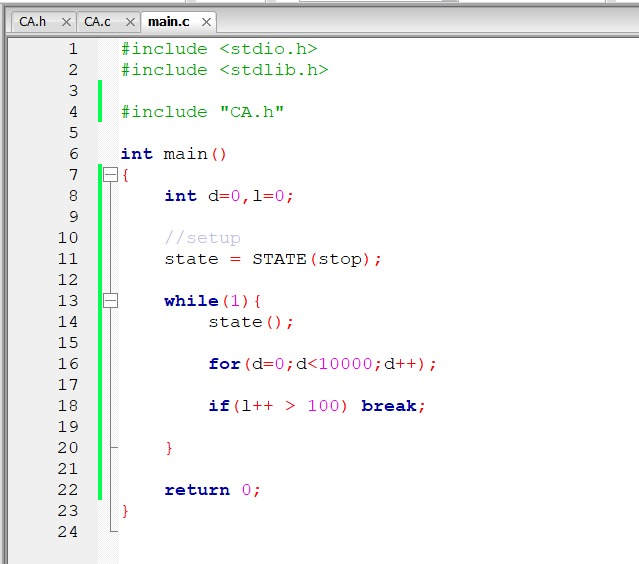 CA.h CA.c main.c
1 #include <stdio.h>
2 #include <stdlib.h>
3
4 #include "CA.h"
5
6 int main()
7 {
8 int d=0,l=0;
9
10 //setup
11 state = STATE(stop);
12
13 while(1){
14 state();
15
16 for(d=0;d<10000;d++);
17
18 if(l++ > 100) break;
19
20 }
21
22 return 0;
23 }
24